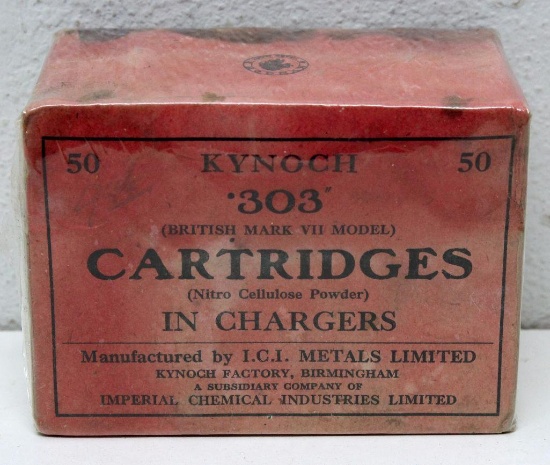 50 KYNOCH 50
·303"
(BRITISH MARK VII MODEL)
CARTRIDGES
(Nitro Cellulose Powder)
IN CHARGERS
Manufactured by I.C.I. METALS LIMITED
KYNOCH FACTORY, BIRMINGHAM
A SUBSIDIARY COMPANY OF
IMPERIAL CHEMICAL INDUSTRIES LIMITED